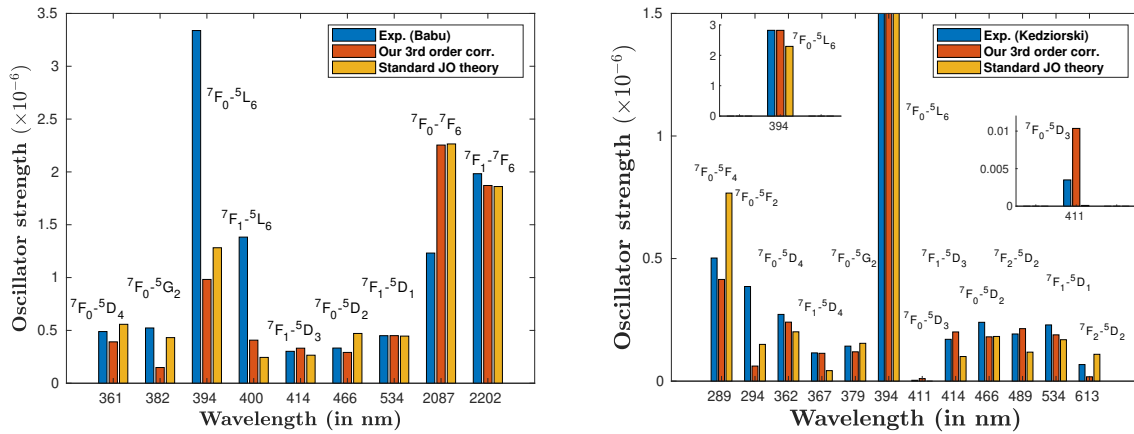 4
3.5
3
2.5
2
1.5
1
0.5
0
Oscillator strength (×10⁻⁶)
Exp. (Babu)
Our 3rd order corr.
Standard JO theory
⁷F₀-⁵D₄
⁷F₀-⁵G₂
⁷F₀-⁵L₆
⁷F₁-⁵L₆
⁷F₁-⁵D₃
⁷F₀-⁵D₂
⁷F₁-⁵D₁
⁷F₀-⁷F₆
⁷F₁-⁷F₆
361 382 394 400 414 466 534 2087 2202
Wavelength (in nm)
1.5
1
0.5
0
Oscillator strength (×10⁻⁶)
Exp. (Kedziorski)
Our 3rd order corr.
Standard JO theory
3
2
1
0
⁷F₀-⁵L₆
394
0.01
0.005
0
⁷F₀-⁵D₃
411
⁷F₀-⁵F₄
⁷F₀-⁵F₂
⁷F₀-⁵D₄
⁷F₁-⁵D₄
⁷F₀-⁵G₂
⁷F₀-⁵L₆
⁷F₀-⁵D₃
⁷F₁-⁵D₃
⁷F₀-⁵D₂
⁷F₂-⁵D₂
⁷F₁-⁵D₁
⁷F₂-⁵D₂
289 294 362 367 379 394 411 414 466 489 534 613
Wavelength (in nm)